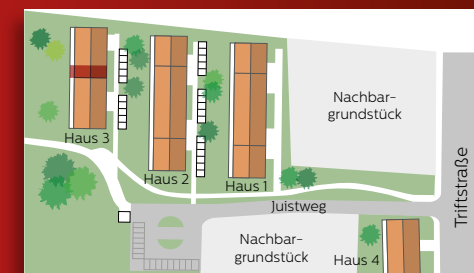 Nachbar-
grundstück
Haus 3
Haus 2
Haus 1
Juistweg
Triftstraße
Nachbar-
grundstück
Haus 4